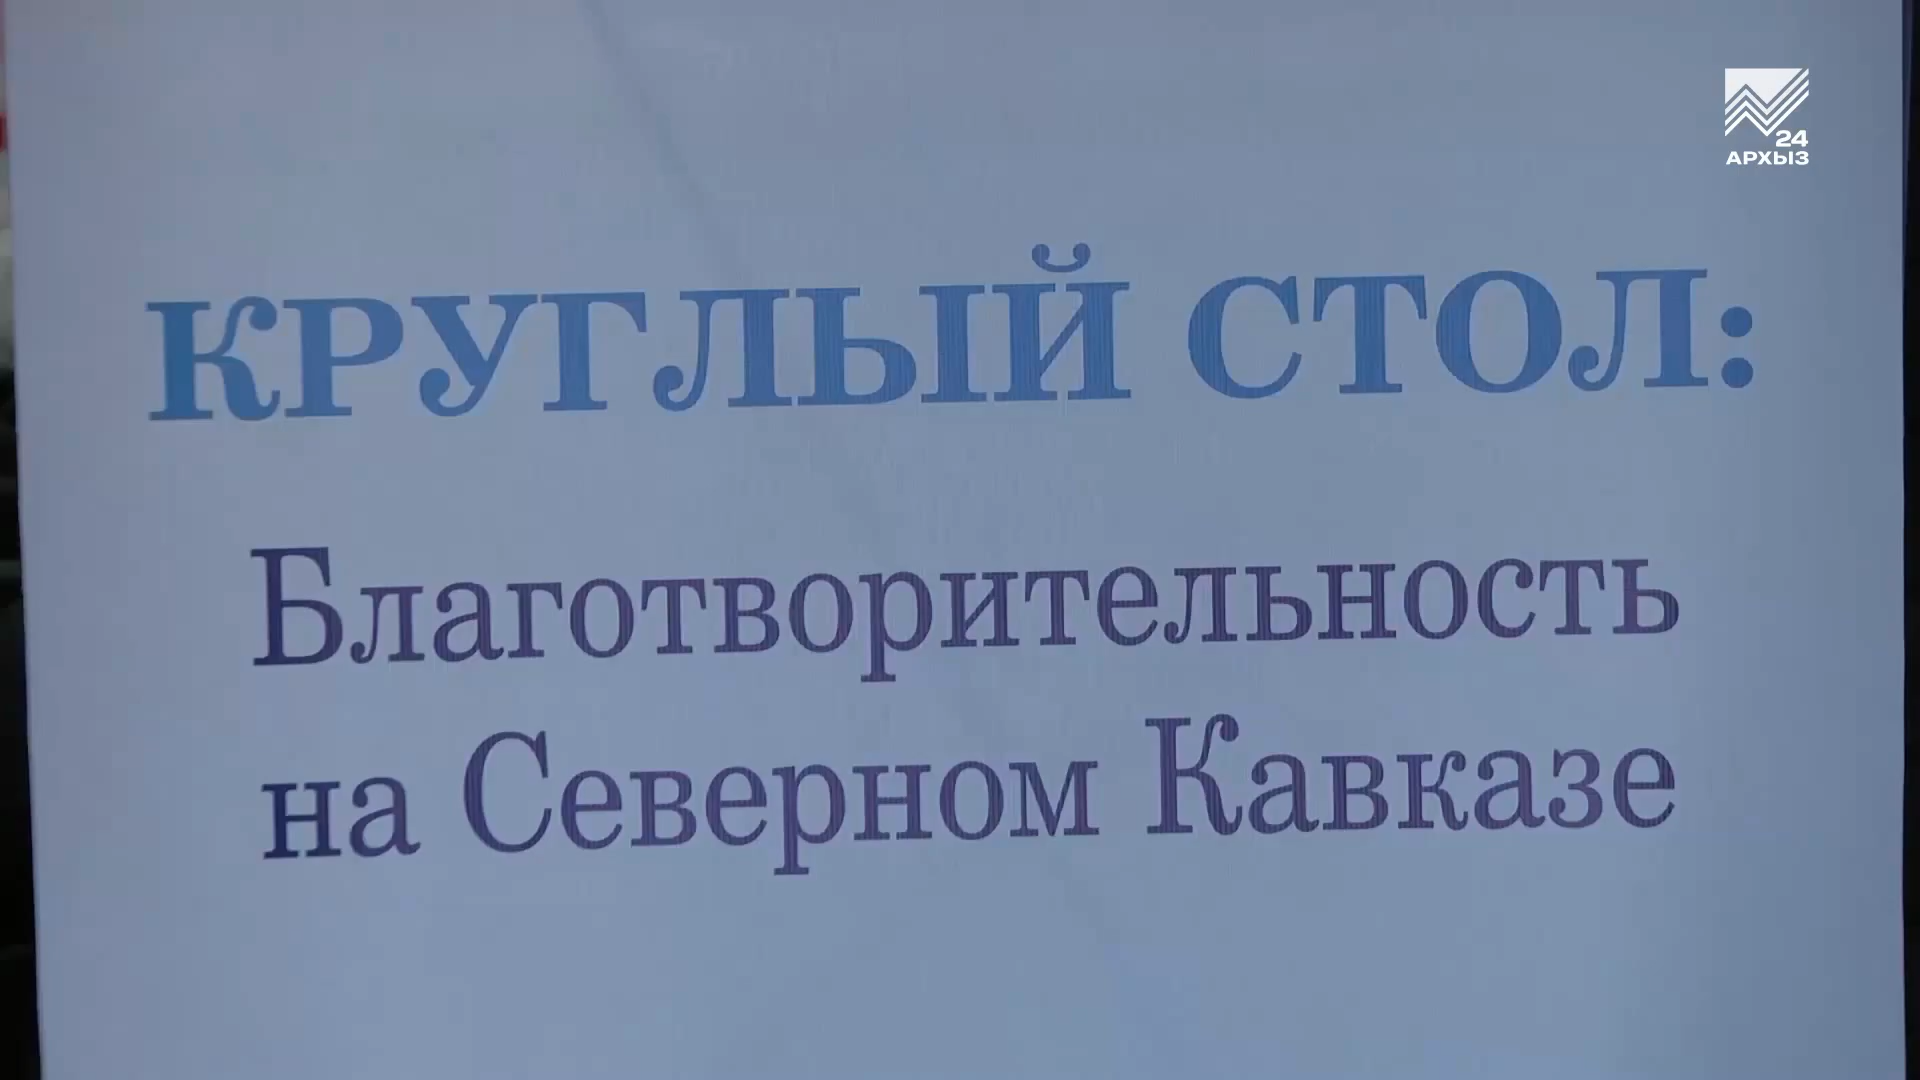 24
АРХЫЗ
КРУГЛЫЙ СТОЛ:
Благотворительность
на Северном Кавказе